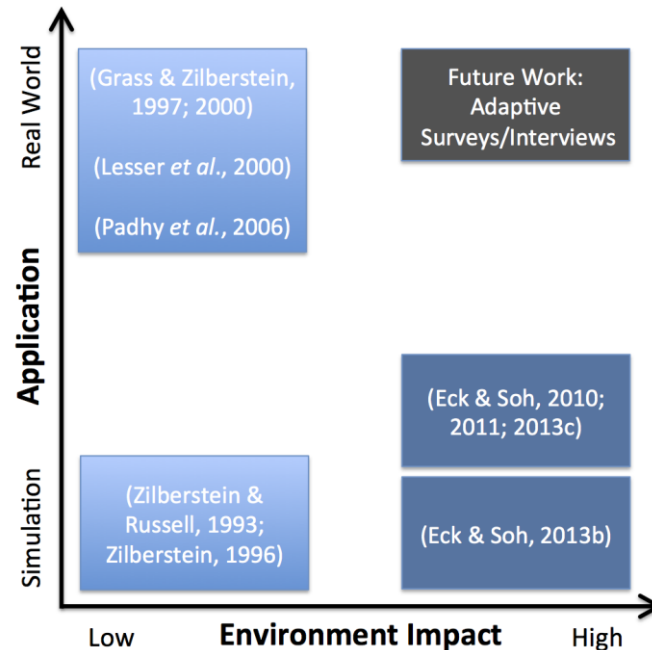 Real World
Application
Simulation
(Grass & Zilberstein,
1997; 2000)
(Lesser et al., 2000)
(Padhy et al., 2006)
Future Work:
Adaptive
Surveys/Interviews
(Eck & Soh, 2010;
2011; 2013c)
(Zilberstein &
Russell, 1993;
Zilberstein, 1996)
(Eck & Soh, 2013b)
Low
Environment Impact
High